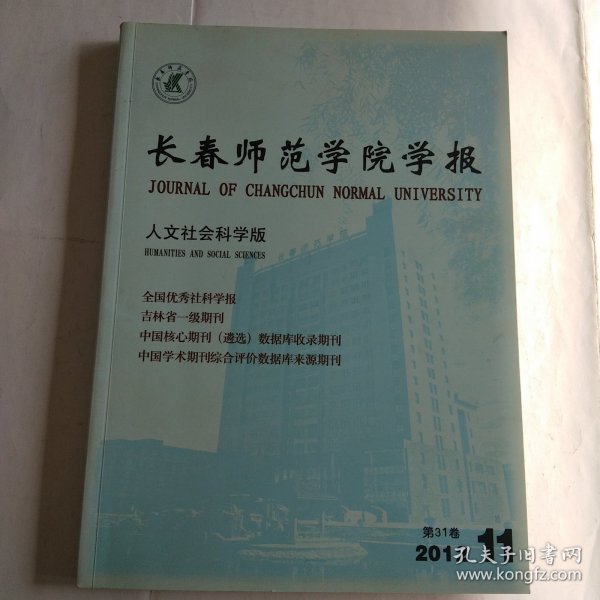 长春师范学院学报
JOURNAL OF CHANGCHUN NORMAL UNIVERSITY
人文社会科学版
HUMANITIES AND SOCIAL SCIENCES
全国优秀社科学报
吉林省一级期刊
中国核心期刊（遴选）数据库收录期刊
中国学术期刊综合评价数据库来源期刊
第31卷
11
孔夫子旧书网
www.kongfz.com